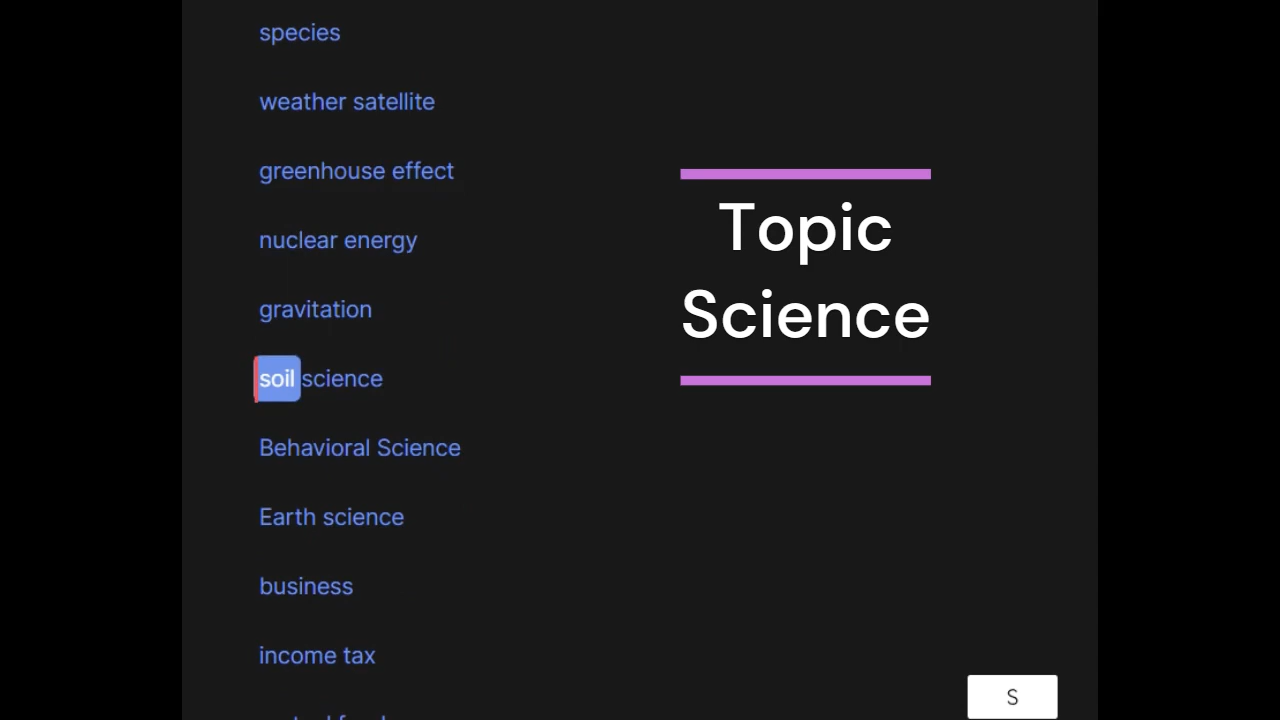 species
weather satellite
greenhouse effect
nuclear energy
gravitation
soil science
Behavioral Science
Earth science
business
income tax
Topic
Science
S